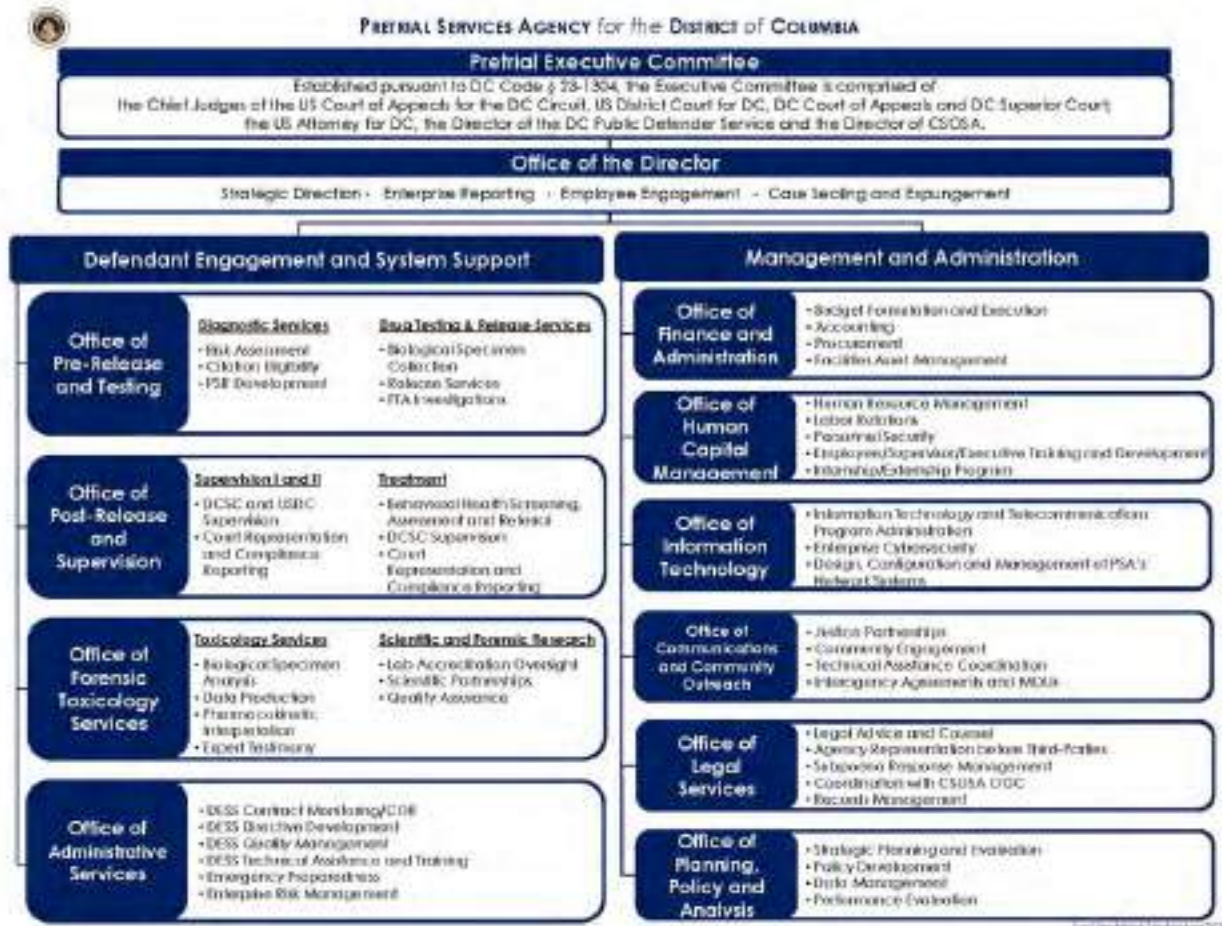 PRETRIAL SERVICES AGENCY for the DISTRICT of COLUMBIA
Pretrial Executive Committee
Established pursuant to DC Code § 23-1304, the Executive Committee is comprised of
the Chief Judges of the US Court of Appeals for the DC Circuit, US District Court for DC, DC Court of Appeals and DC Superior Court;
the US Attorney for DC, the Director of the DC Public Defender Service and the Director of CSOSA.
Office of the Director
Strategic Direction - Enterprise Reporting - Employee Engagement - Case Sealing and Expungement
Defendant Engagement and System Support
Office of
Pre-Release
and Testing
Diagnostic Services
• Risk Assessment
• Citation Eligibility
• PSR Development
Drug Testing & Release Services
• Biological Specimen
Collection
• Release Services
• FTA Investigations
Office of
Post-Release
and
Supervision
Supervision I and II
• DCSC and USDC
Supervision
• Court Representation
and Compliance
Reporting
Treatment
• Behavioral Health Screening,
Assessment and Referral
• DCSC Supervision
• Court
Representation and
Compliance Reporting
Office of
Forensic
Toxicology
Services
Toxicology Services
• Biological Specimen
Analysis
• Data Production
• Pharmacokinetic
Interpretation
• Expert Testimony
Scientific and Forensic Research
• Lab Accreditation Oversight
• Scientific Partnerships
• Quality Assurance
Office of
Administrative
Services
• DESS Contract Monitoring/COR
• DESS Directive Development
• DESS Quality Management
• DESS Technical Assistance and Training
• Emergency Preparedness
• Enterprise Risk Management
Management and Administration
Office of
Finance and
Administration
• Budget Formulation and Execution
• Accounting
• Procurement
• Facilities Asset Management
Office of
Human
Capital
Management
• Human Resource Management
• Labor Relations
• Personnel Security
• Employee/Supervisor/Executive Training and Development
• Internship/Externship Program
Office of
Information
Technology
• Information Technology and Telecommunications
Program Administration
• Enterprise Cybersecurity
• Design, Configuration and Management of PSA's
Network Systems
Office of
Communications
and Community
Outreach
• Justice Partnerships
• Community Engagement
• Technical Assistance Coordination
• Interagency Agreements and MOUs
Office of
Legal
Services
• Legal Advice and Counsel
• Agency Representation before Third-Parties
• Subpoena Response Management
• Coordination with CSOSA OGC
• Records Management
Office of
Planning,
Policy and
Analysis
• Strategic Planning and Evaluation
• Policy Development
• Data Management
• Performance Evaluation